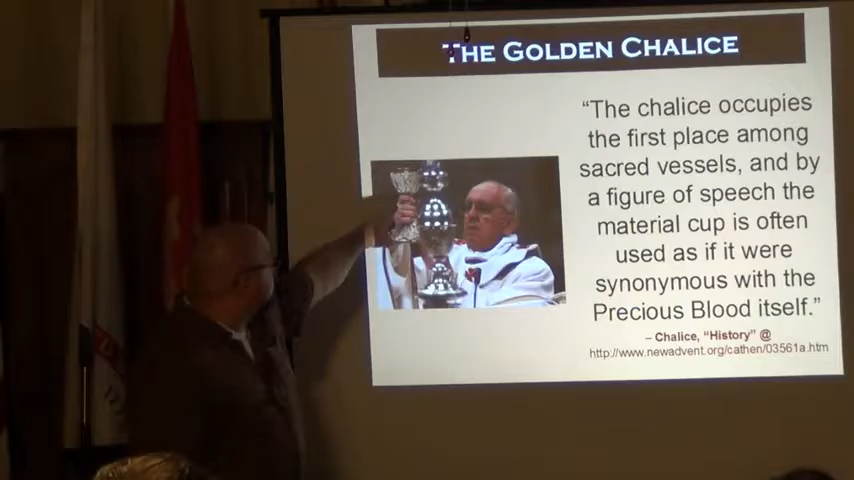 THE GOLDEN CHALICE
“The chalice occupies
the first place among
sacred vessels, and by
a figure of speech the
material cup is often
used as if it were
synonymous with the
Precious Blood itself.”
– Chalice, “History” @
http://www.newadvent.org/cathen/03561a.htm